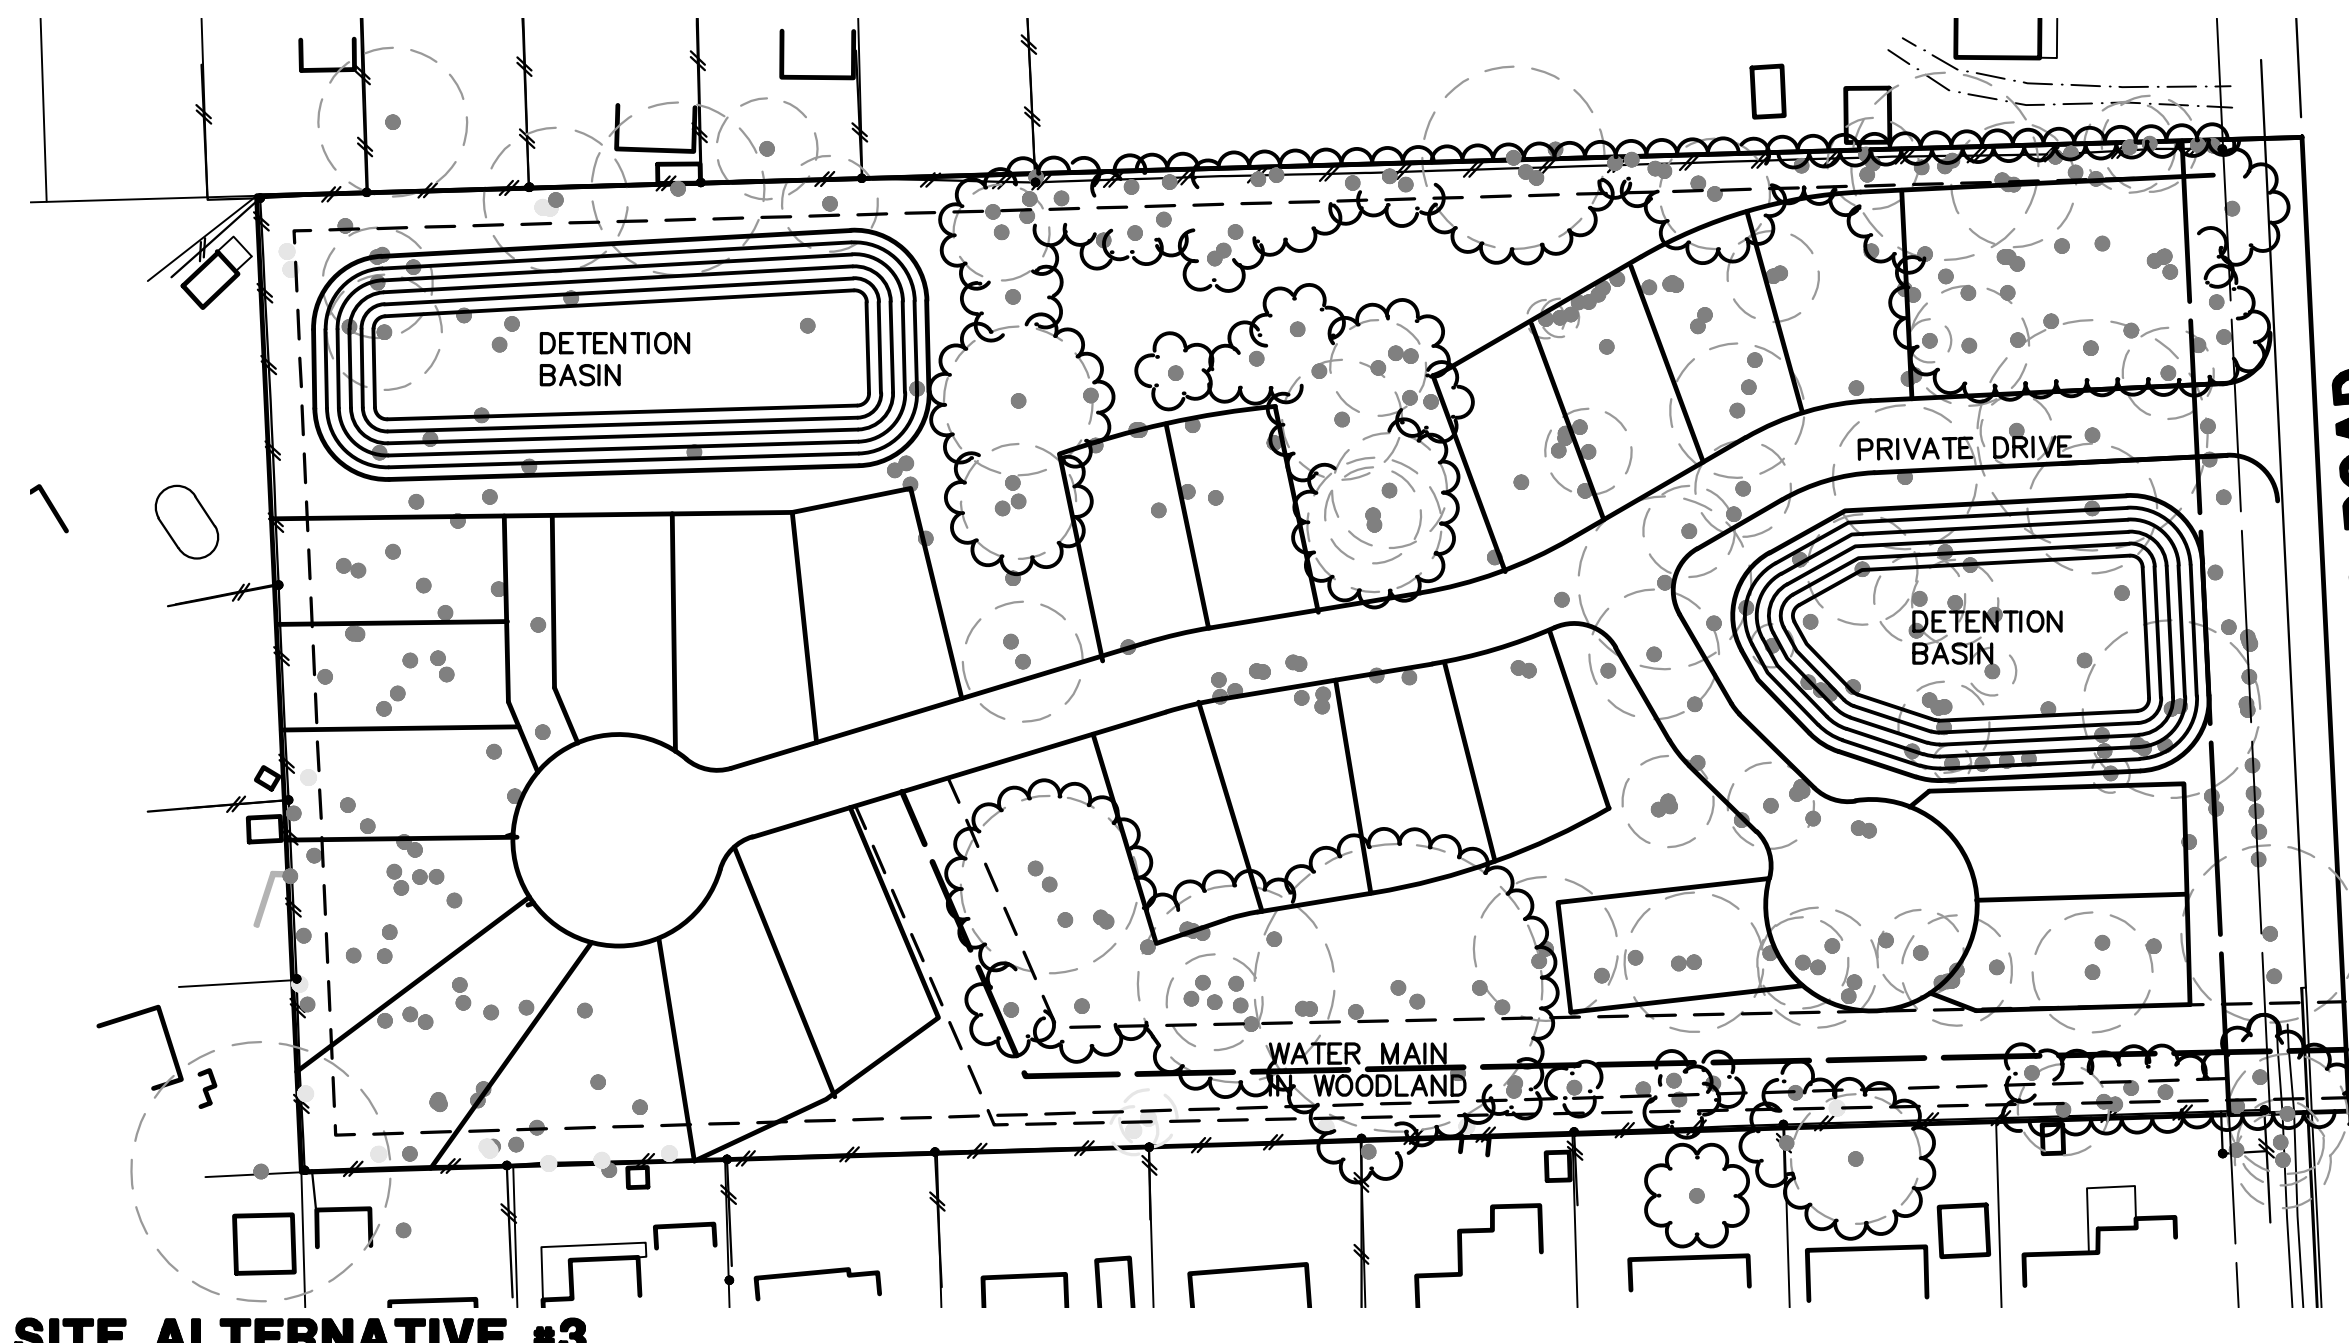 DETENTION
BASIN
PRIVATE DRIVE
DETENTION
BASIN
WATER MAIN
IN WOODLAND
SITE ALTERNATIVE #3